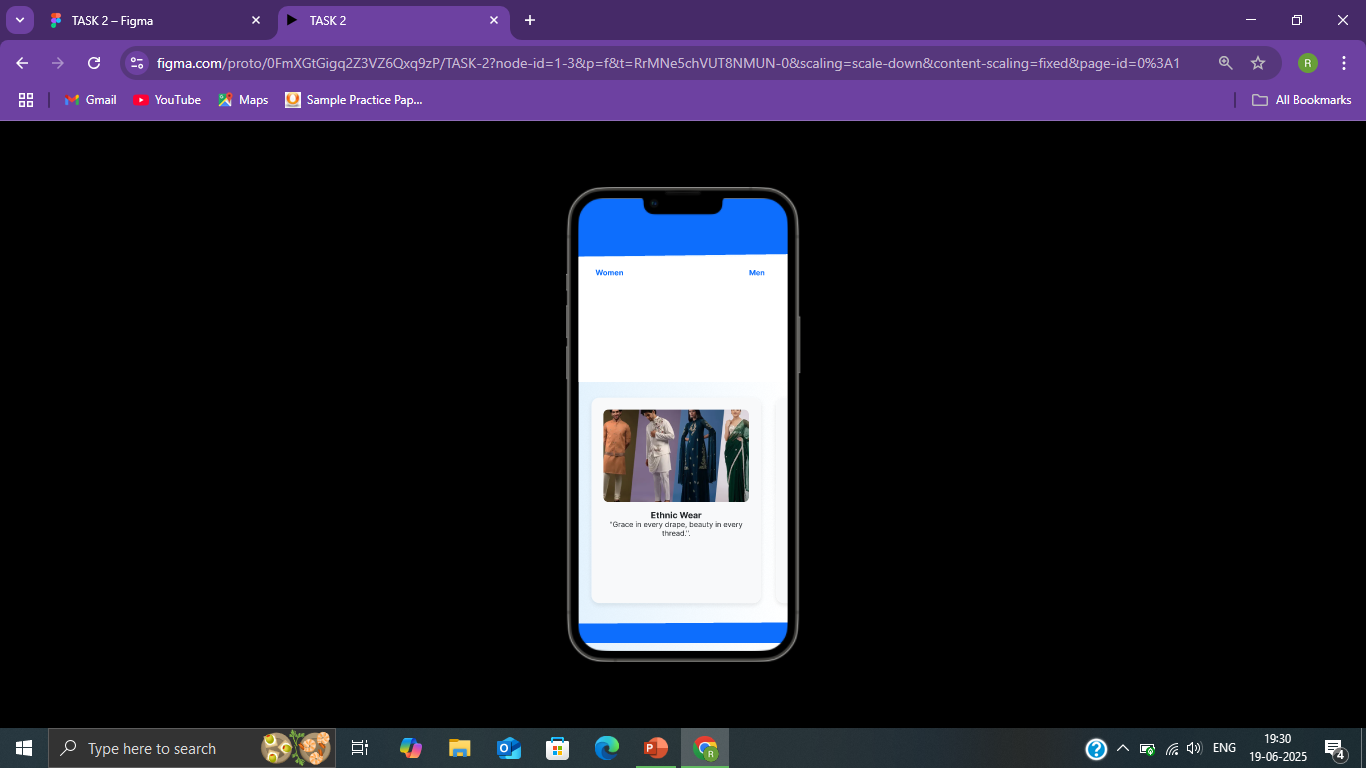 TASK 2 – Figma
TASK 2
figma.com/proto/0FmXGtGigq2Z3VZ6Qxq9zP/TASK-2?node-id=1-3&p=f&t=RrMNe5chVUT8NMUN-0&scaling=scale-down&content-scaling=fixed&page-id=0%3A1
R
Gmail
YouTube
Maps
Sample Practice Pap...
All Bookmarks
Women
Men
Ethnic Wear
"Grace in every drape, beauty in every
thread.".
Type here to search
ENG
19:30
19-06-2025
4